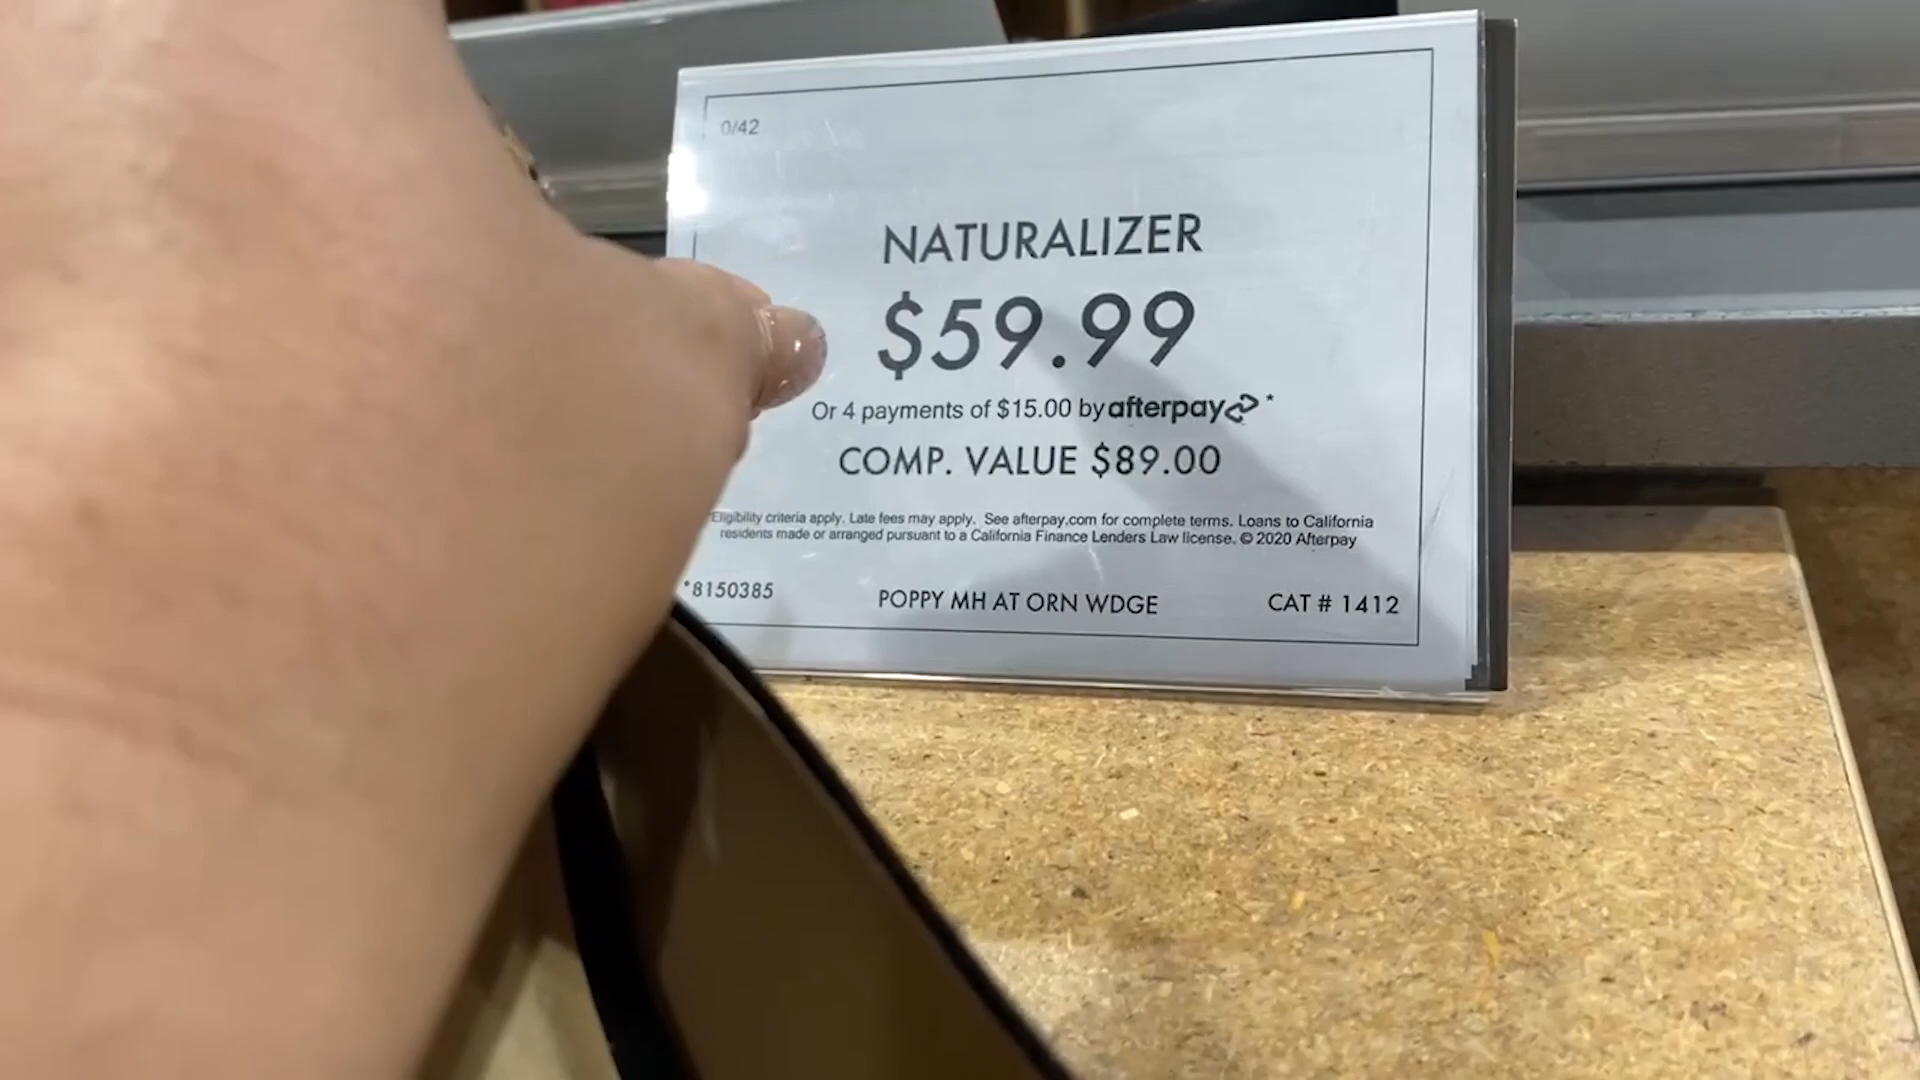 0/42
NATURALIZER
$59.99
Or 4 payments of $15.00 by afterpay*
COMP. VALUE $89.00
*Eligibility criteria apply. Late fees may apply. See afterpay.com for complete terms. Loans to California
residents made or arranged pursuant to a California Finance Lenders Law license. © 2020 Afterpay
*8150385 POPPY MH AT ORN WDGE CAT # 1412